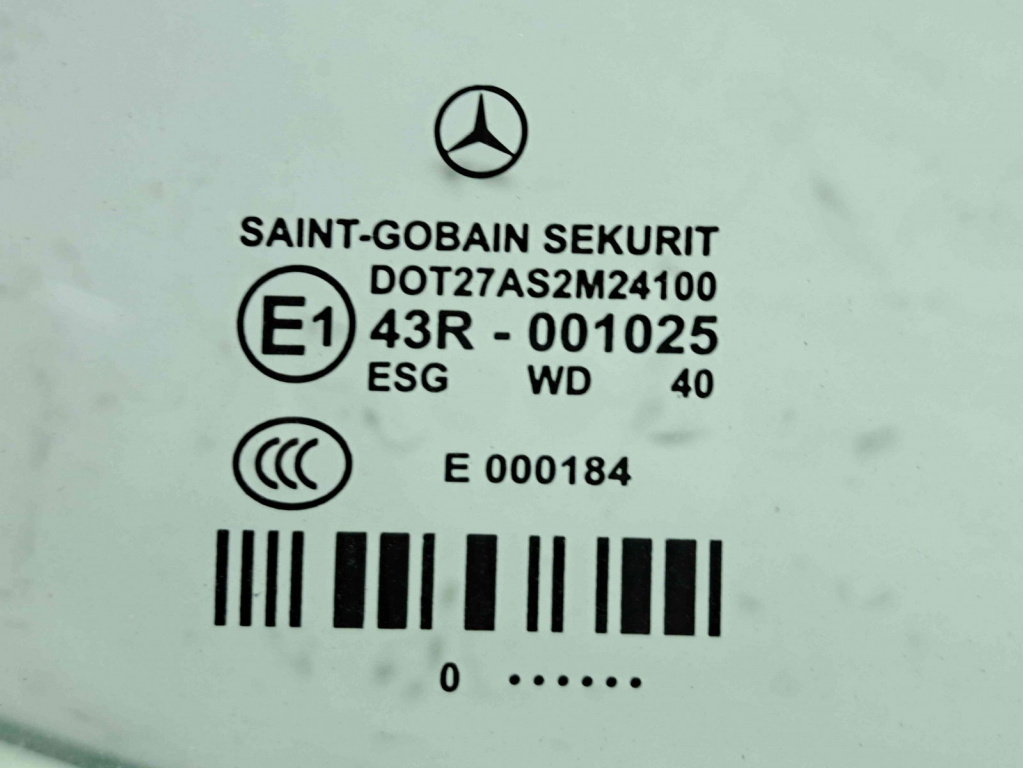 SAINT-GOBAIN SEKURIT
DOT27AS2M24100
E1 43R - 001025
ESG WD 40
CCC E 000184
0 ......